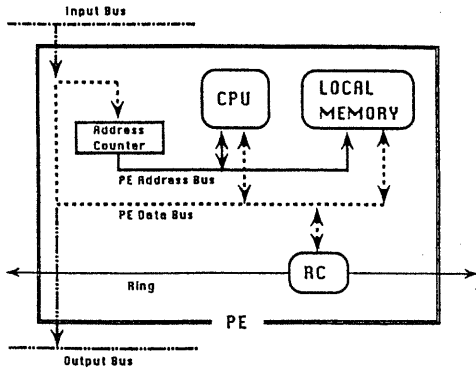 Input Bus
CPU
LOCAL
MEMORY
Address
Counter
PE Address Bus
PE Data Bus
Ring
RC
PE
Output Bus